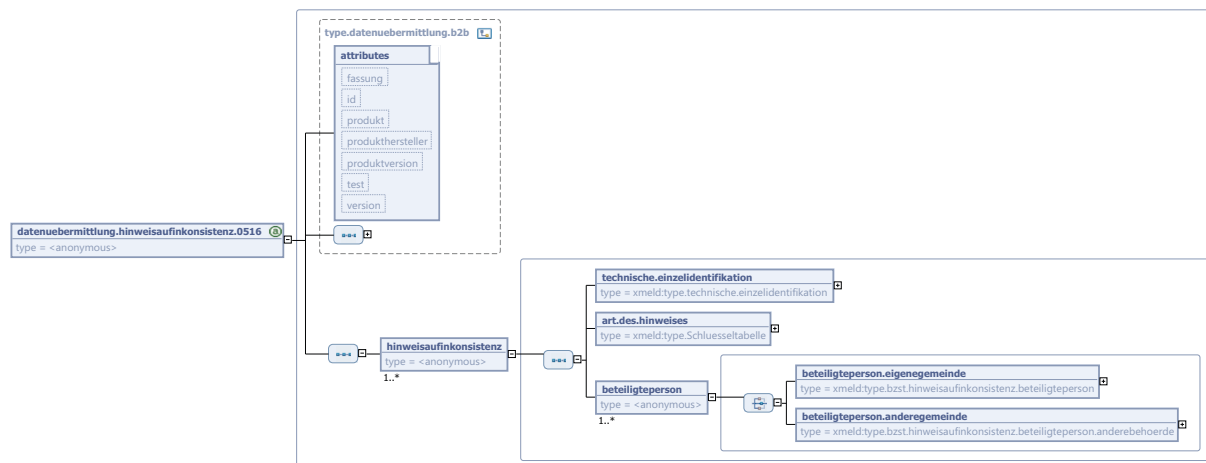 type.datenuebermittlung.b2b
attributes
fassung
id
produkt
produkthersteller
produktversion
test
version
datenuebermittlung.hinweisaufinkonsistenz.0516 a
type = <anonymous>
hinweisaufinkonsistenz
type = <anonymous>
1..*
technische.einzelidentifikation
type = xmeld:type.technische.einzelidentifikation
art.des.hinweises
type = xmeld:type.Schluesseltabelle
beteiligteperson
type = <anonymous>
1..*
beteiligteperson.eigenegemeinde
type = xmeld:type.bzst.hinweisaufinkonsistenz.beteiligteperson
beteiligteperson.anderegemeinde
type = xmeld:type.bzst.hinweisaufinkonsistenz.beteiligteperson.anderebehoerde